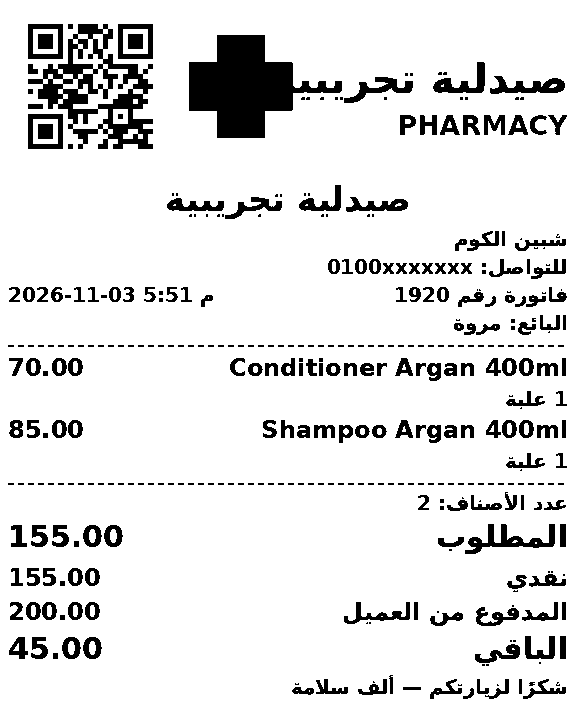 صيدلية تجريبية
PHARMACY
صيدلية تجريبية
شبين الكوم
للتواصل: 0100xxxxxxx
فاتورة رقم 1920 2026-11-03 5:51 م
البائع: مروة
Conditioner Argan 400ml 70.00
1 علبة
Shampoo Argan 400ml 85.00
1 علبة
عدد الأصناف: 2
المطلوب 155.00
نقدي 155.00
المدفوع من العميل 200.00
الباقي 45.00
شكرًا لزيارتكم — ألف سلامة